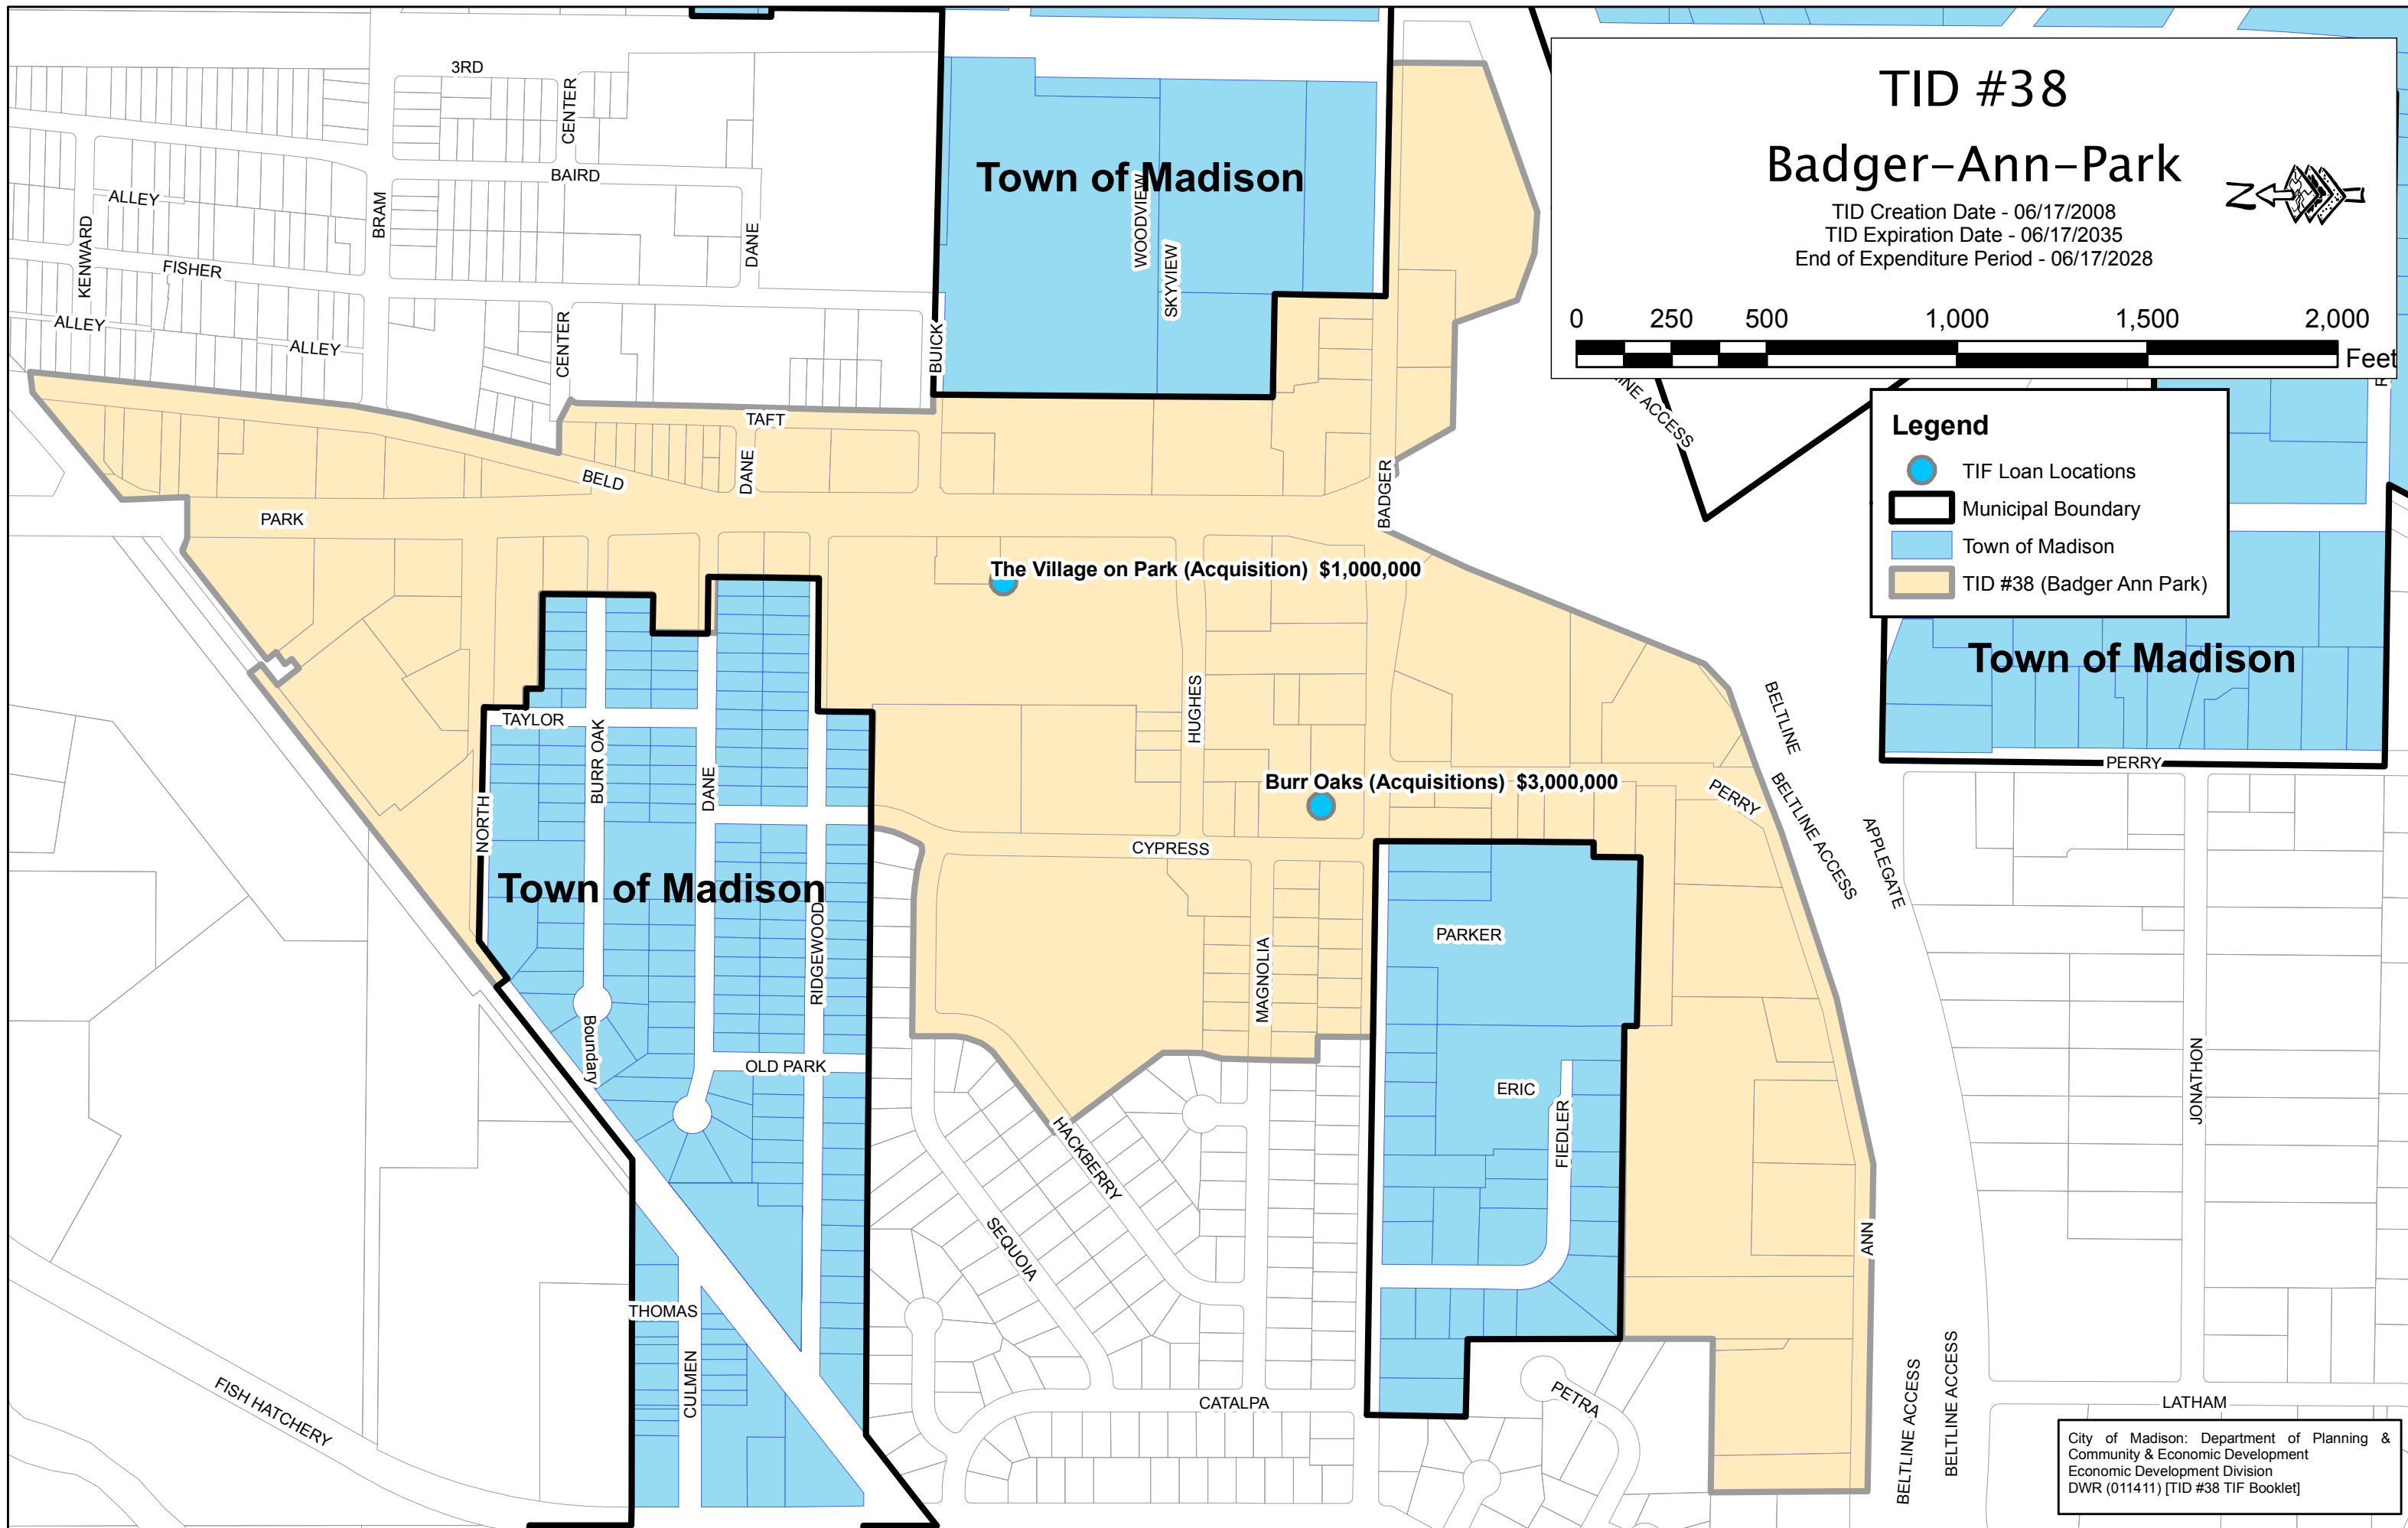 TID #38
Badger-Ann-Park
TID Creation Date - 06/17/2008
TID Expiration Date - 06/17/2035
End of Expenditure Period - 06/17/2028
N
0 250 500 1,000 1,500 2,000
Feet
Legend
TIF Loan Locations
Municipal Boundary
Town of Madison
TID #38 (Badger Ann Park)
3RD
CENTER
BAIRD
ALLEY
KENWARD
BRAM
DANE
FISHER
ALLEY
ALLEY
CENTER
BUICK
Town of Madison
WOODVIEW
SKYVIEW
INE ACCESS
TAFT
BELD
DANE
PARK
BADGER
The Village on Park (Acquisition) $1,000,000
HUGHES
Town of Madison
BELTLINE
PERRY
TAYLOR
BURR OAK
DANE
NORTH
Burr Oaks (Acquisitions) $3,000,000
PERRY
BELTLINE ACCESS
APPLEGATE
CYPRESS
Town of Madison
RIDGEWOOD
PARKER
MAGNOLIA
Boundary
OLD PARK
ERIC
FIEDLER
HACKBERRY
JONATHON
SEQUOIA
ANN
THOMAS
CULMEN
FISH HATCHERY
CATALPA
PETRA
BELTLINE ACCESS
BELTLINE ACCESS
LATHAM
City of Madison: Department of Planning &
Community & Economic Development
Economic Development Division
DWR (011411) [TID #38 TIF Booklet]